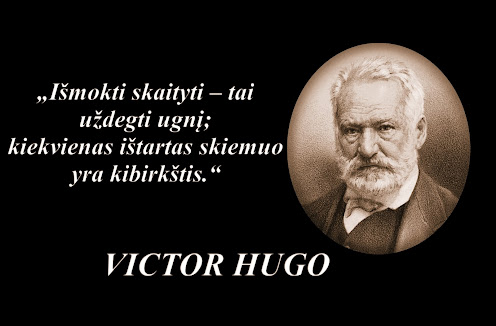 „Išmokti skaityti – tai
uždegti ugnį;
kiekvienas ištartas skiemuo
yra kibirkštis.“
VICTOR HUGO